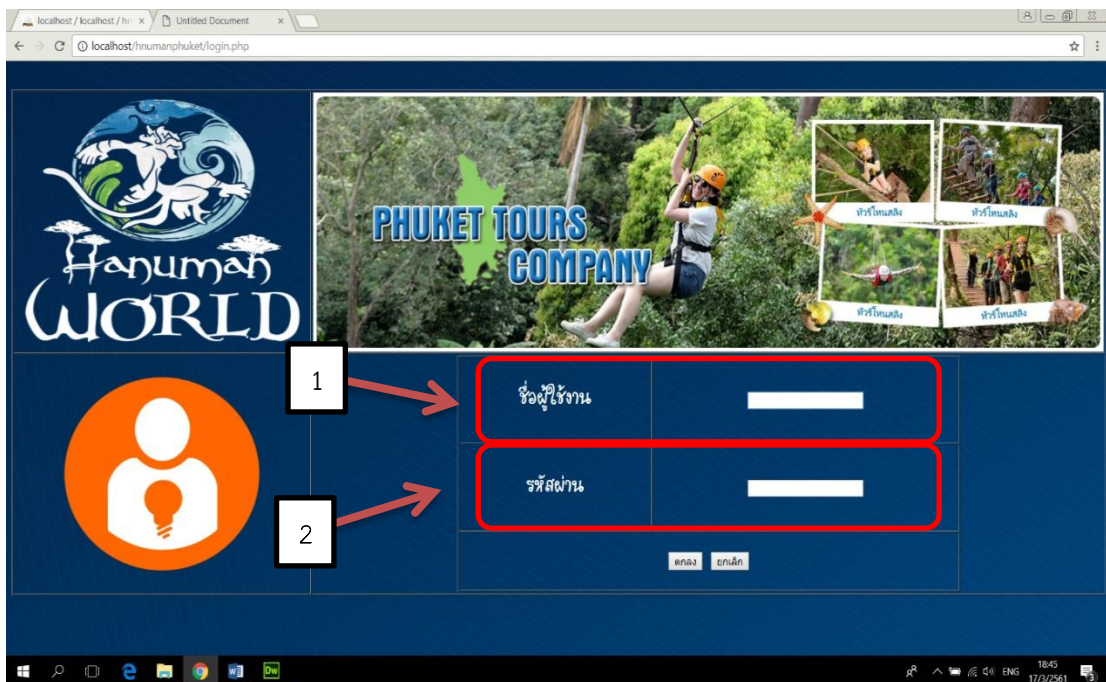 localhost / localhost / hn
Untitled Document
localhost/hnumanphuket/login.php
Hanuman
WORLD
PHUKET TOURS
COMPANY
ทัวร์โหนสลิง
ทัวร์โหนสลิง
ทัวร์โหนสลิง
ทัวร์โหนสลิง
1
ชื่อผู้ใช้งาน
2
รหัสผ่าน
ตกลง ยกเลิก
Dw
ENG
18:45
17/3/2561